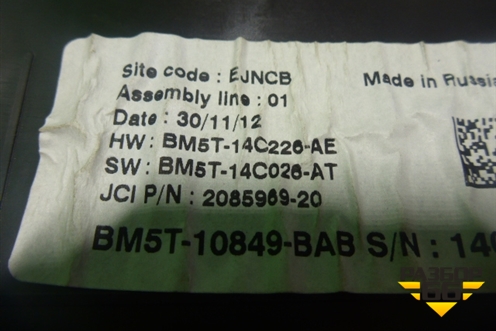 Site code : EJNCB
Made in Russia
Assembly line : 01
Date : 30/11/12
HW: BM5T-14C226-AE
SW: BM5T-14C026-AT
JCI P/N : 2085969-20
BM5T-10849-BAB S/N : 149